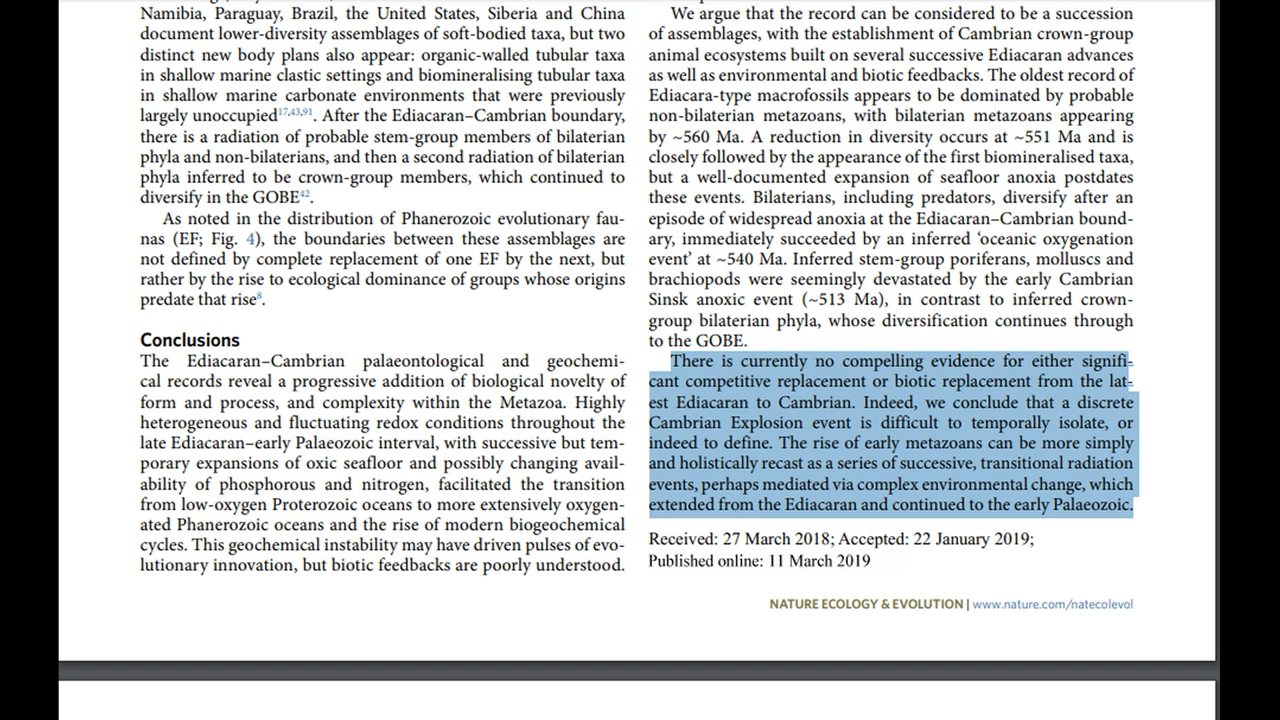 Namibia, Paraguay, Brazil, the United States, Siberia and China
document lower-diversity assemblages of soft-bodied taxa, but two
distinct new body plans also appear: organic-walled tubular taxa
in shallow marine clastic settings and biomineralising tubular taxa
in shallow marine carbonate environments that were previously
largely unoccupied17,43,91. After the Ediacaran–Cambrian boundary,
there is a radiation of probable stem-group members of bilaterian
phyla and non-bilaterians, and then a second radiation of bilaterian
phyla inferred to be crown-group members, which continued to
diversify in the GOBE42.
As noted in the distribution of Phanerozoic evolutionary fau-
nas (EF; Fig. 4), the boundaries between these assemblages are
not defined by complete replacement of one EF by the next, but
rather by the rise to ecological dominance of groups whose origins
predate that rise8.
Conclusions
The Ediacaran–Cambrian palaeontological and geochemi-
cal records reveal a progressive addition of biological novelty of
form and process, and complexity within the Metazoa. Highly
heterogeneous and fluctuating redox conditions throughout the
late Ediacaran–early Palaeozoic interval, with successive but tem-
porary expansions of oxic seafloor and possibly changing avail-
ability of phosphorous and nitrogen, facilitated the transition
from low-oxygen Proterozoic oceans to more extensively oxygen-
ated Phanerozoic oceans and the rise of modern biogeochemical
cycles. This geochemical instability may have driven pulses of evo-
lutionary innovation, but biotic feedbacks are poorly understood.
We argue that the record can be considered to be a succession
of assemblages, with the establishment of Cambrian crown-group
animal ecosystems built on several successive Ediacaran advances
as well as environmental and biotic feedbacks. The oldest record of
Ediacara-type macrofossils appears to be dominated by probable
non-bilaterian metazoans, with bilaterian metazoans appearing
by ~560 Ma. A reduction in diversity occurs at ~551 Ma and is
closely followed by the appearance of the first biomineralised taxa,
but a well-documented expansion of seafloor anoxia postdates
these events. Bilaterians, including predators, diversify after an
episode of widespread anoxia at the Ediacaran–Cambrian bound-
ary, immediately succeeded by an inferred ‘oceanic oxygenation
event’ at ~540 Ma. Inferred stem-group poriferans, molluscs and
brachiopods were seemingly devastated by the early Cambrian
Sinsk anoxic event (~513 Ma), in contrast to inferred crown-
group bilaterian phyla, whose diversification continues through
to the GOBE.
There is currently no compelling evidence for either signifi-
cant competitive replacement or biotic replacement from the lat-
est Ediacaran to Cambrian. Indeed, we conclude that a discrete
Cambrian Explosion event is difficult to temporally isolate, or
indeed to define. The rise of early metazoans can be more simply
and holistically recast as a series of successive, transitional radiation
events, perhaps mediated via complex environmental change, which
extended from the Ediacaran and continued to the early Palaeozoic.
Received: 27 March 2018; Accepted: 22 January 2019;
Published online: 11 March 2019
NATURE ECOLOGY & EVOLUTION | www.nature.com/natecolevol